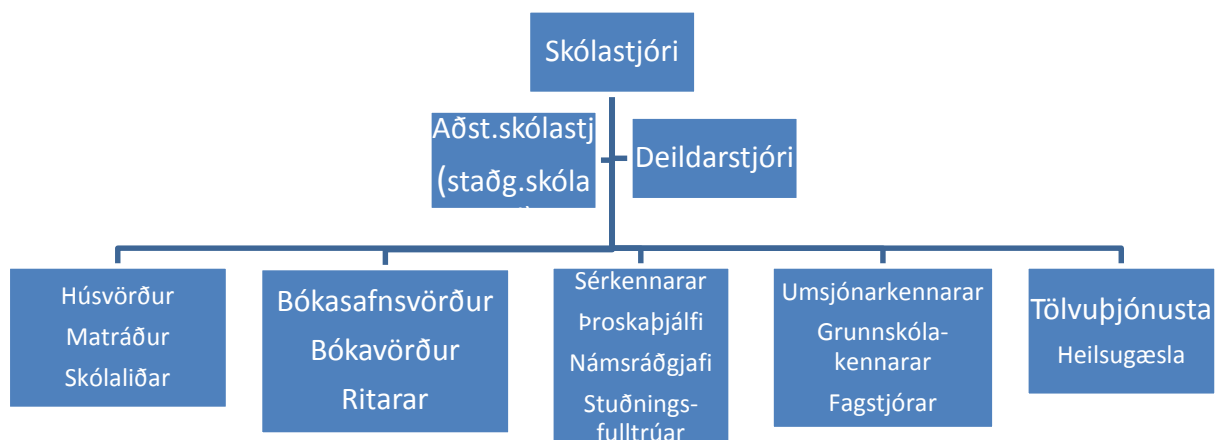 Skólastjóri
Aðst.skólastj
(staðg.skóla
Deildarstjóri
Húsvörður
Matráður
Skólaliðar
Bókasafnsvörður
Bókavörður
Ritarar
Sérkennarar
Þroskaþjálfi
Námsráðgjafi
Stuðnings-
fulltrúar
Umsjónarkennarar
Grunnskóla-
kennarar
Fagstjórar
Tölvuþjónusta
Heilsugæsla